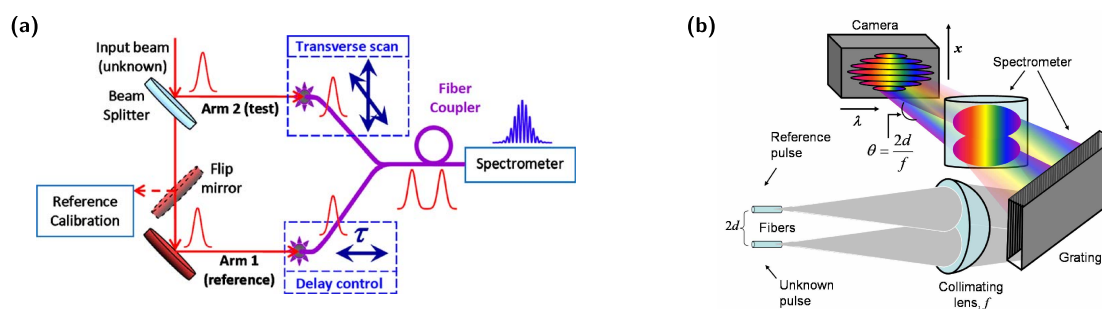 (a)
Input beam
(unknown)
Beam
Splitter
Arm 2 (test)
Transverse scan
Fiber
Coupler
Spectrometer
Flip
mirror
Reference
Calibration
Arm 1
(reference)
τ
Delay control
(b)
Camera
x
Spectrometer
λ
θ = 2d/f
Reference
pulse
2d
Fibers
Unknown
pulse
Collimating
lens, f
Grating